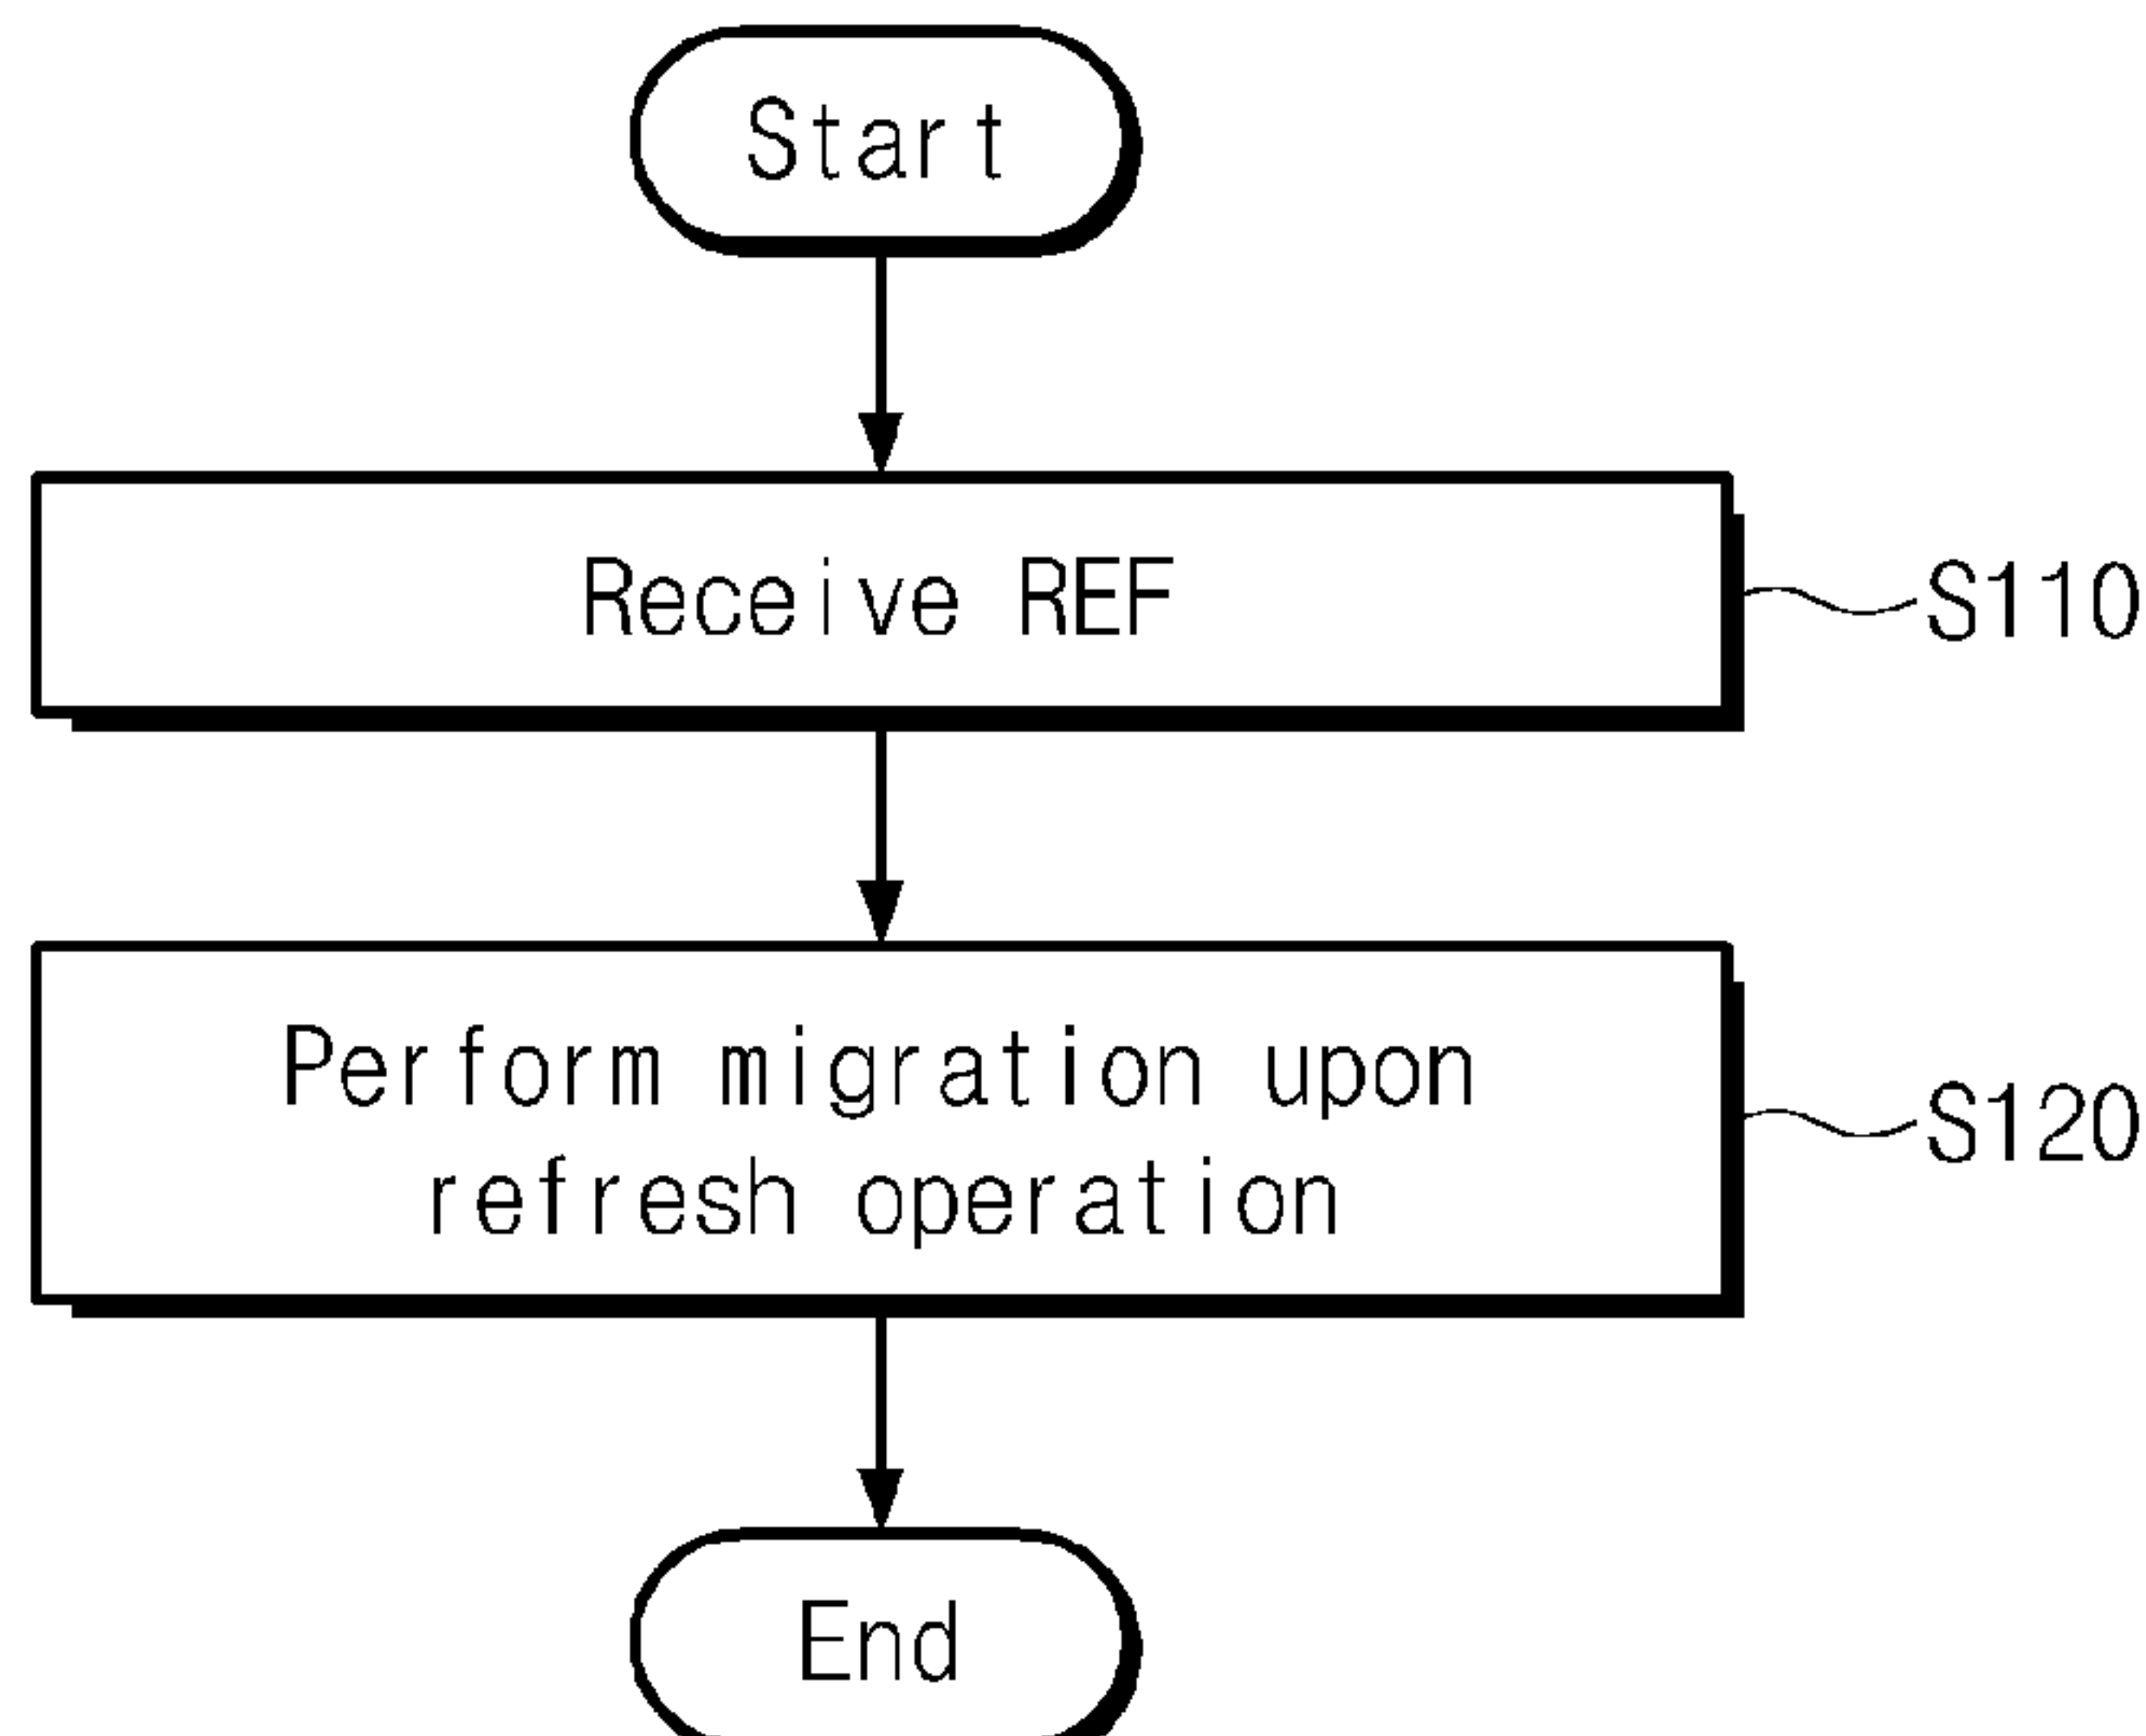 Start
Receive REF
S110
Perform migration upon
refresh operation
S120
End